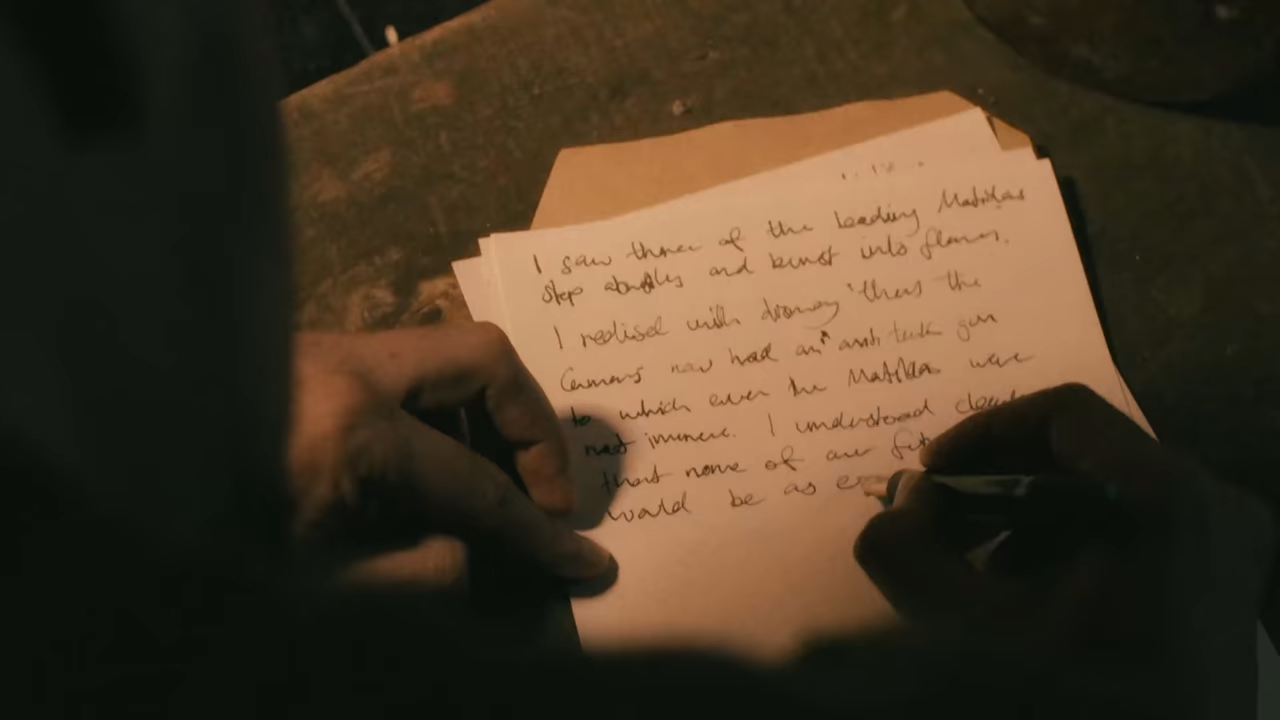 I saw three of the leading Matildas
stop abruptly and burst into flames.
I realised with dismay that the
Germans now had an anti tank gun
to which even the Matildas were
not immune. I understood clearly
that none of our
would be as